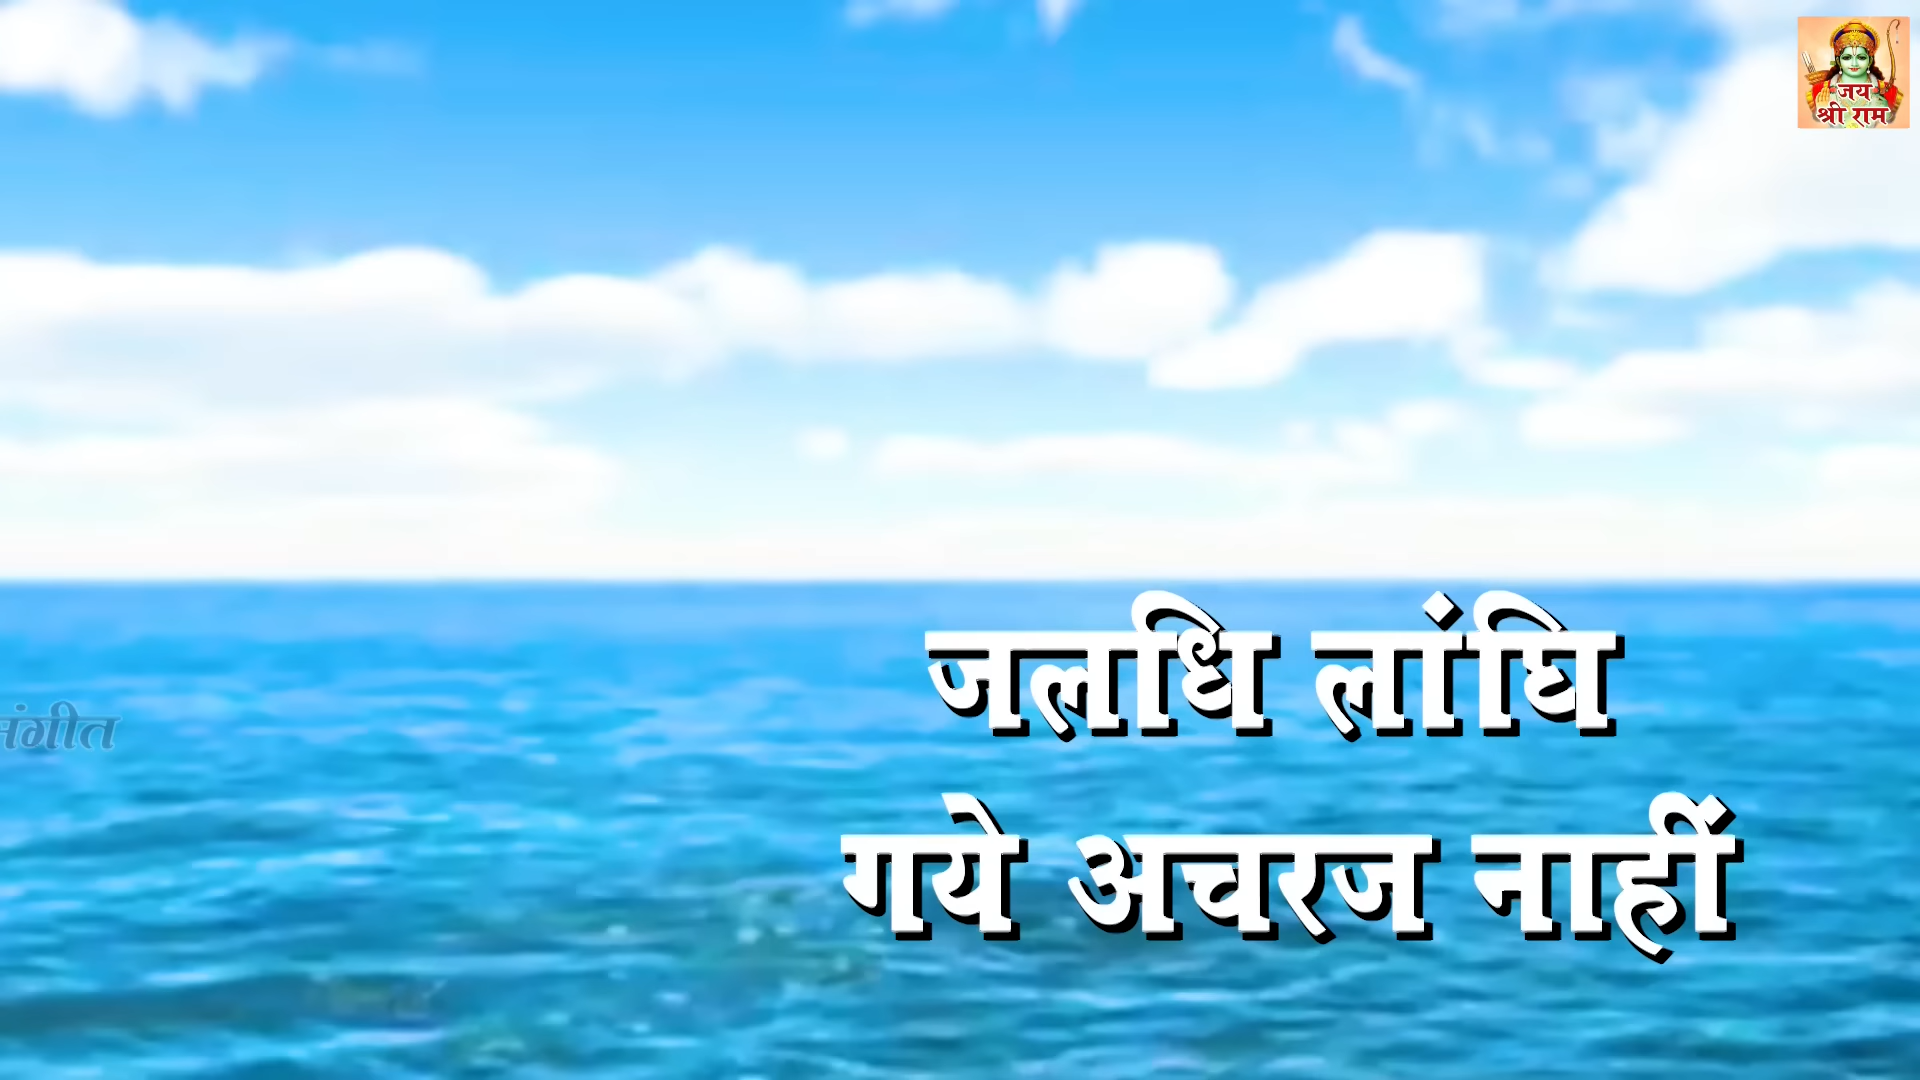 जय
श्री राम
जलधि लांघि
संगीत
गये अचरज नाहीं